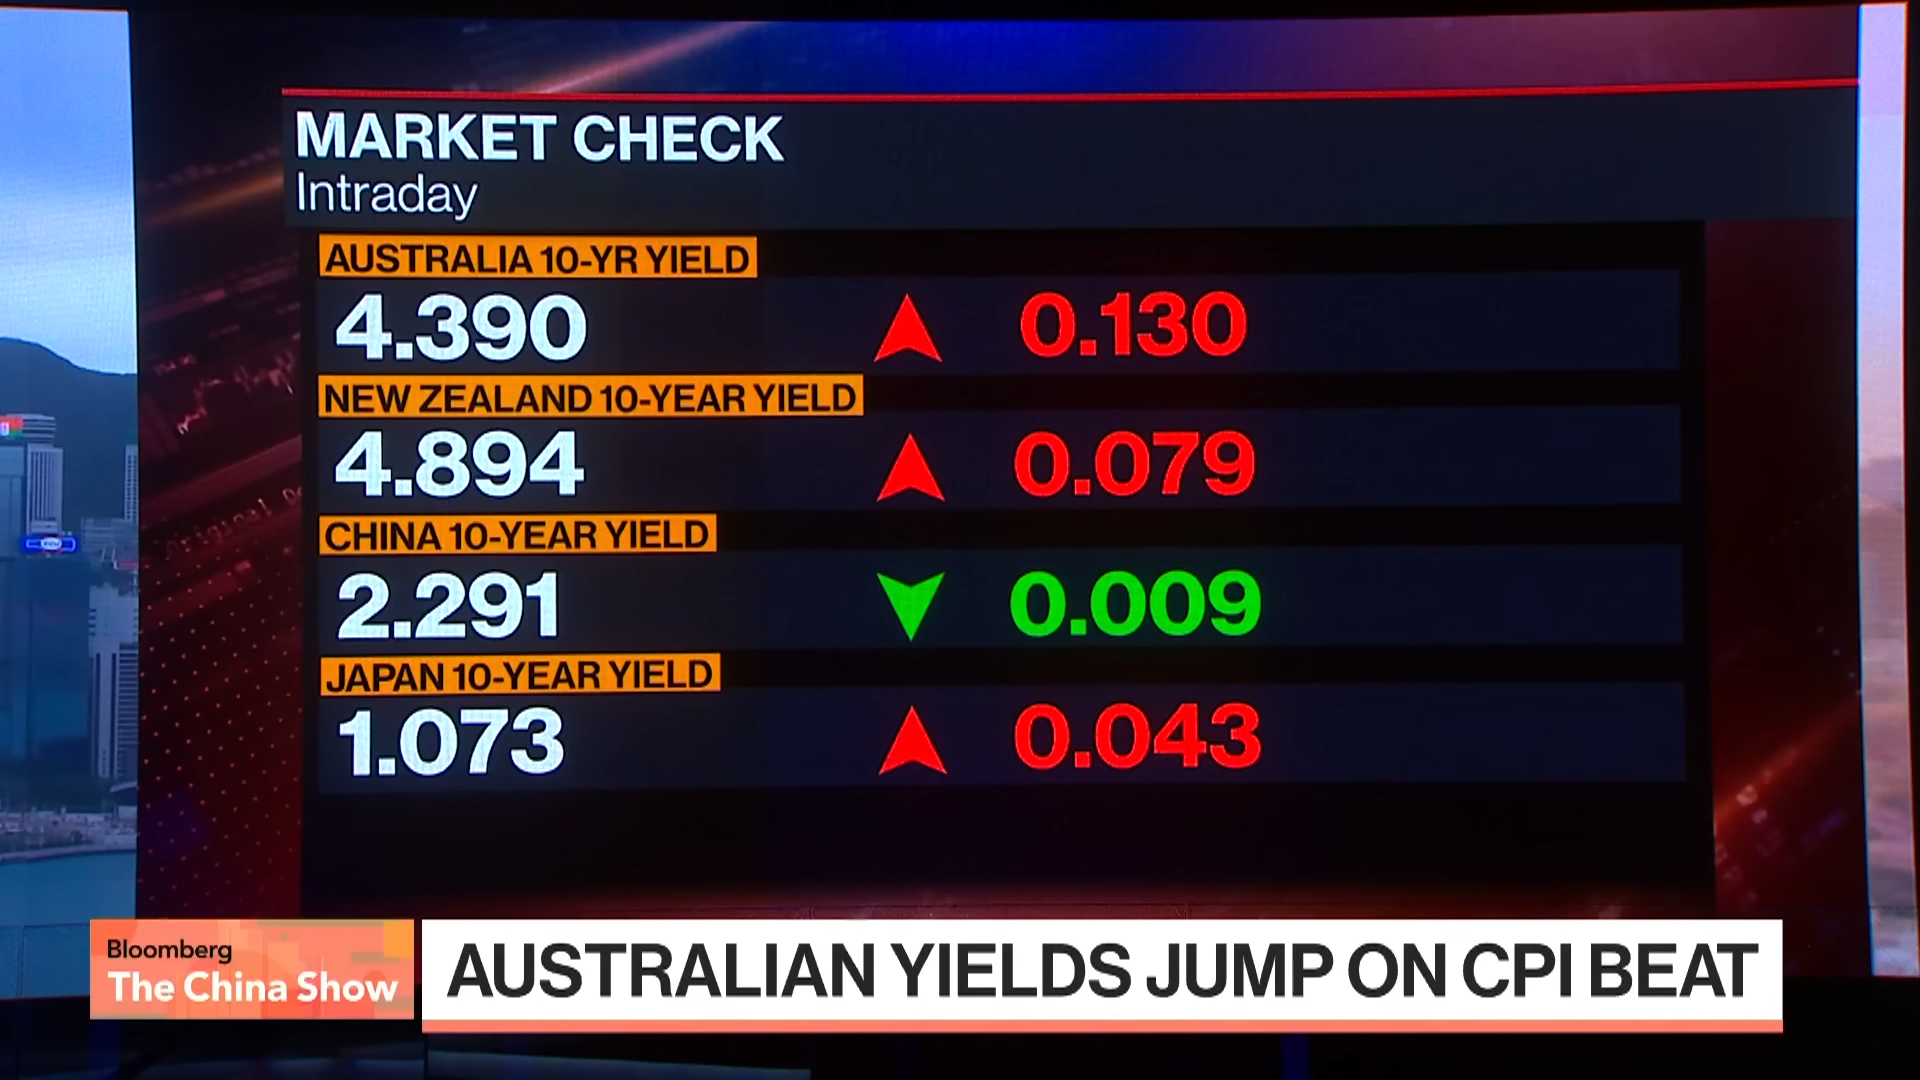 MARKET CHECK
Intraday
AUSTRALIA 10-YR YIELD
4.390 ▲ 0.130
NEW ZEALAND 10-YEAR YIELD
4.894 ▲ 0.079
CHINA 10-YEAR YIELD
2.291 ▼ 0.009
JAPAN 10-YEAR YIELD
1.073 ▲ 0.043
Bloomberg
The China Show
AUSTRALIAN YIELDS JUMP ON CPI BEAT